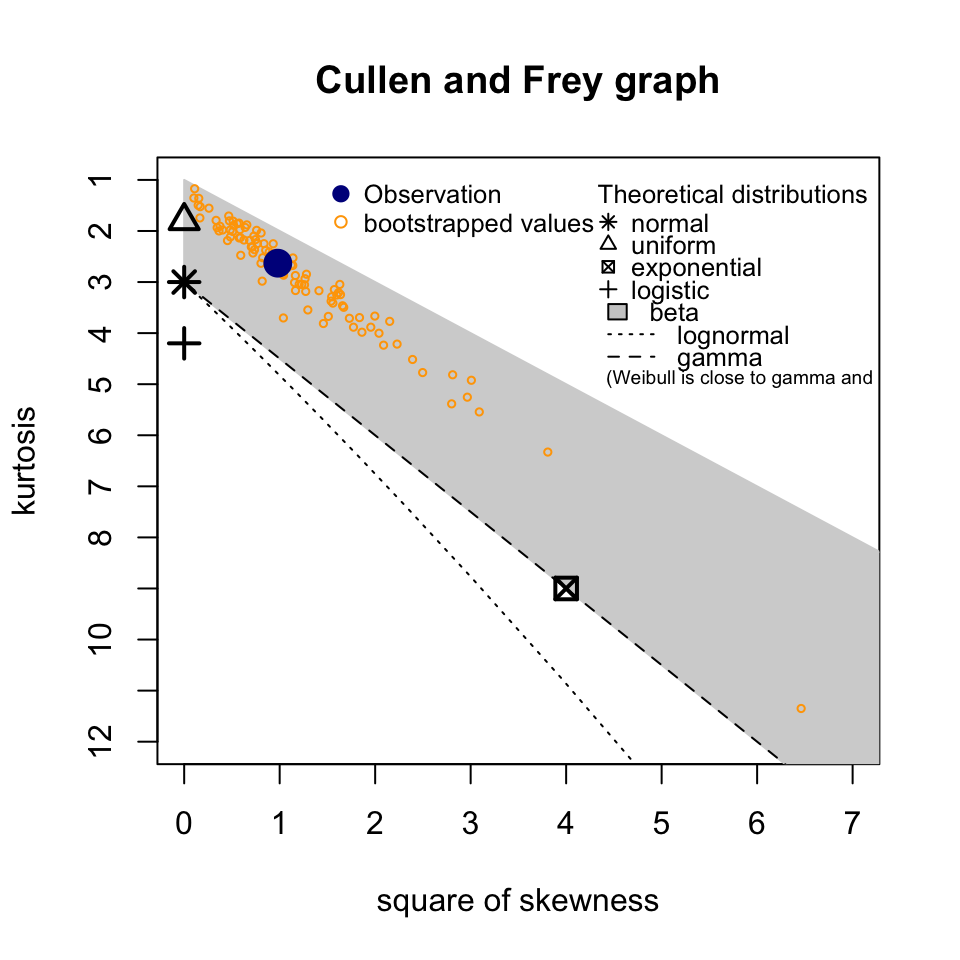 Cullen and Frey graph
Observation
bootstrapped values
Theoretical distributions
normal
uniform
exponential
logistic
beta
lognormal
gamma
(Weibull is close to gamma and
kurtosis
1
2
3
4
5
6
7
8
10
12
0 1 2 3 4 5 6 7
square of skewness